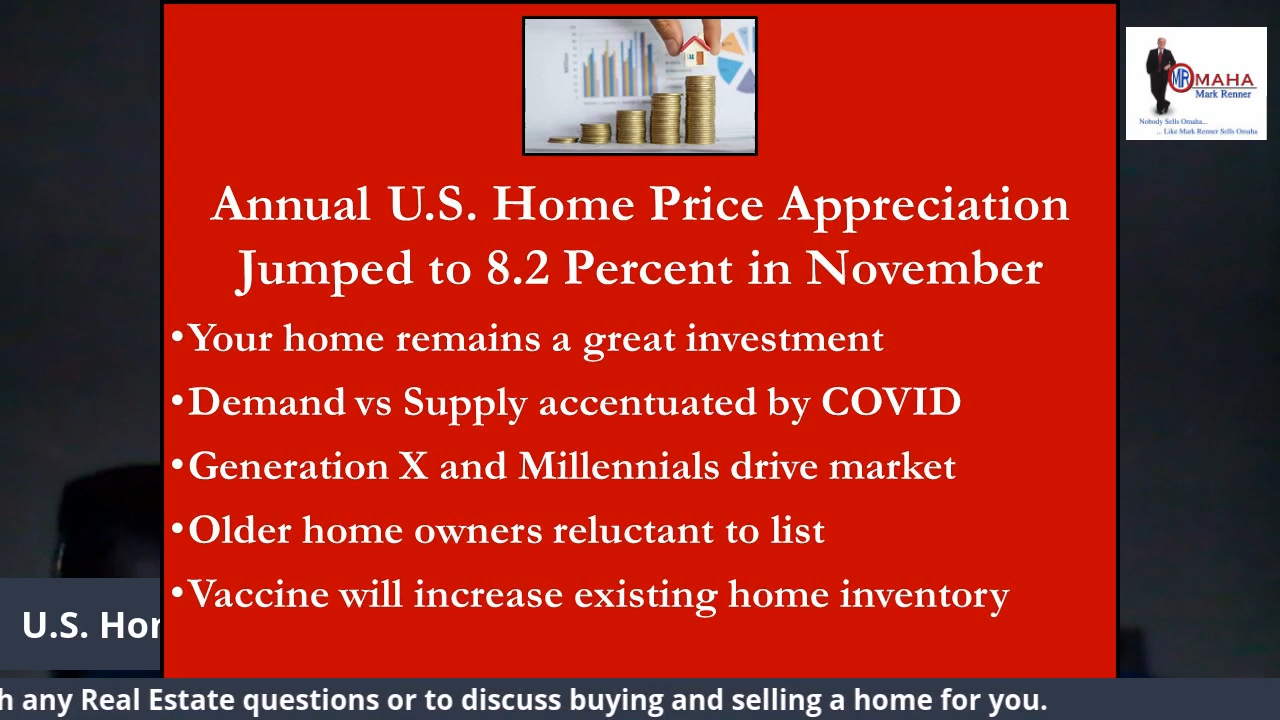 MR
MAHA
Mark Renner
Nobody Sells Omaha...
... Like Mark Renner Sells Omaha
Annual U.S. Home Price Appreciation
Jumped to 8.2 Percent in November
•Your home remains a great investment
•Demand vs Supply accentuated by COVID
•Generation X and Millennials drive market
•Older home owners reluctant to list
•Vaccine will increase existing home inventory
U.S. Hor
h any Real Estate questions or to discuss buying and selling a home for you.